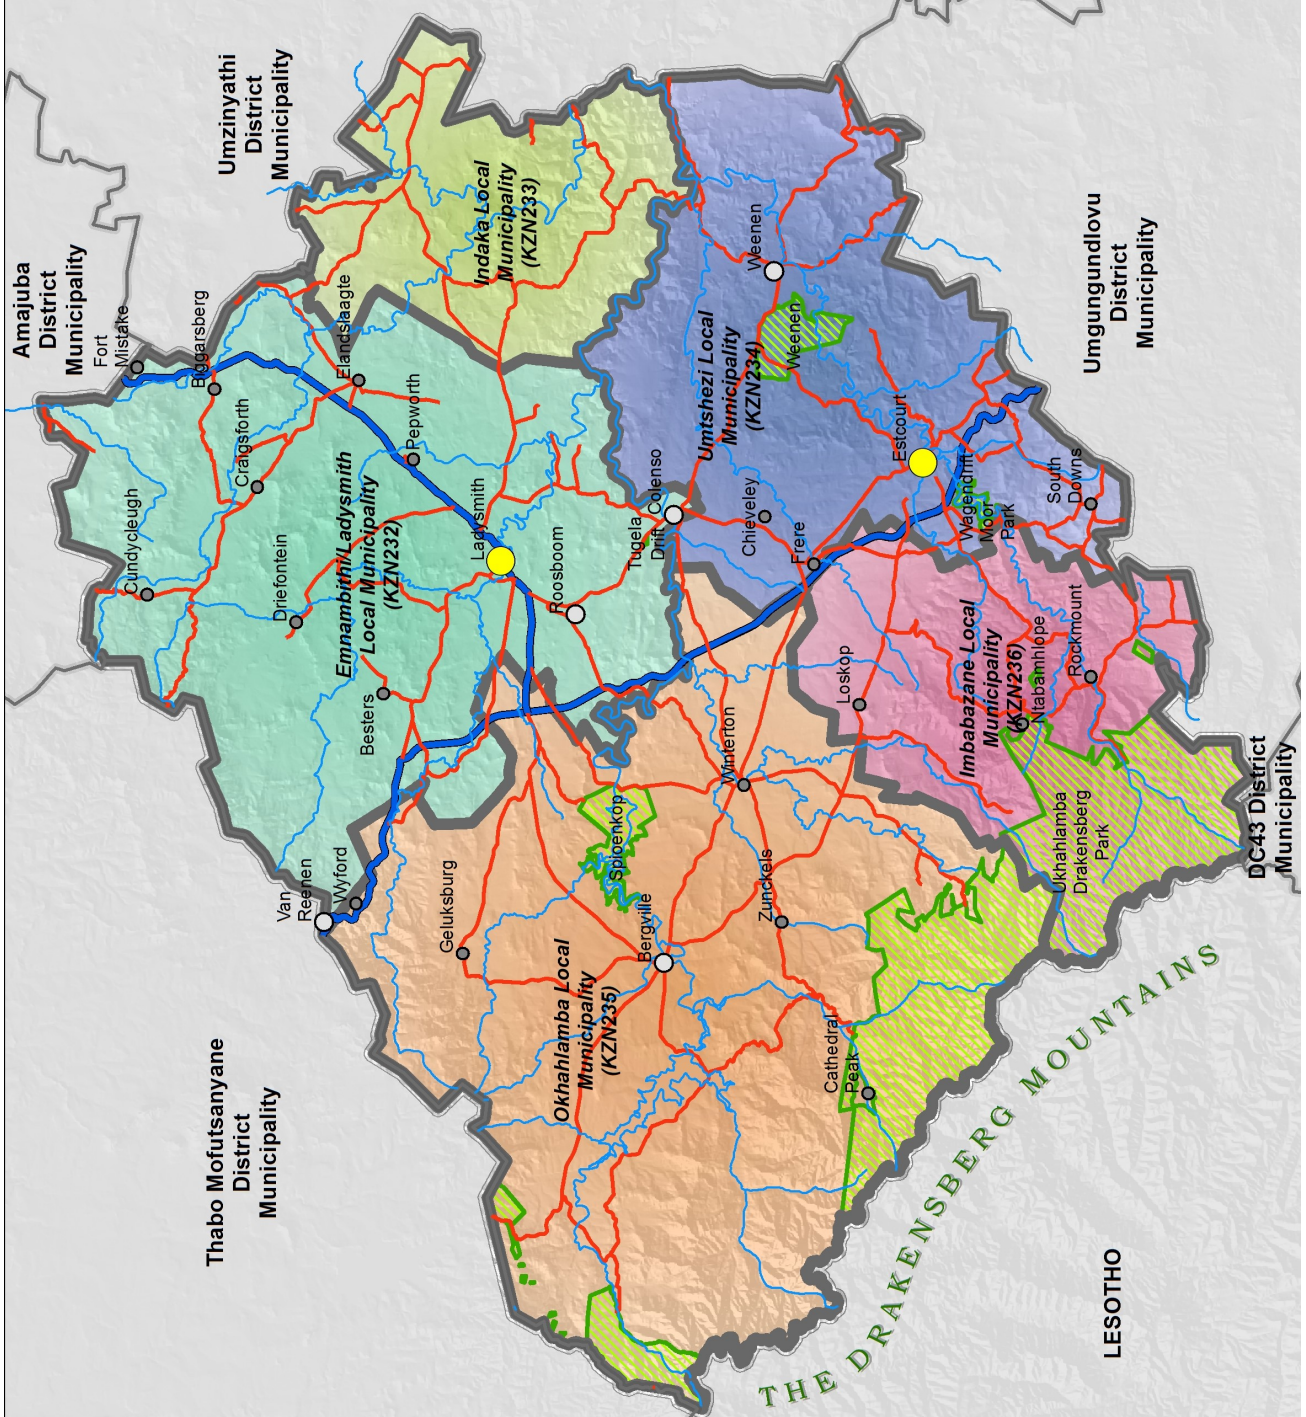 Thabo Mofutsanyane
District
Municipality
Umzinyathi
District
Municipality
Amajuba
District
Municipality
Fort
Mistake
Biggarsberg
Elandslaagte
Craigsforth
Pepworth
Cundycleugh
Driefontein
Emnambithi/Ladysmith
Local Municipality
(KZN232)
Ladysmith
Roosboom
Besters
Van
Reenen
Wyford
Indaka Local
Municipality
(KZN233)
Tugela
Drift
Colenso
Umtshezi Local
Municipality
(KZN234)
Weenen
Weenen
Chieveley
Frere
Estcourt
Wagendrift
Moor
Park
South
Downs
Umgungundlovu
District
Municipality
Geluksburg
Okhahlamba Local
Municipality
(KZN235)
Bergville
Spioenkop
Winterton
Zunckels
Cathedral
Peak
Loskop
Imbabazane Local
Municipality
(KZN236)
Ntabamhlope
Rockmount
Ukhahlamba
Drakensberg
Park
DC43 District
Municipality
THE DRAKENSBERG MOUNTAINS
LESOTHO